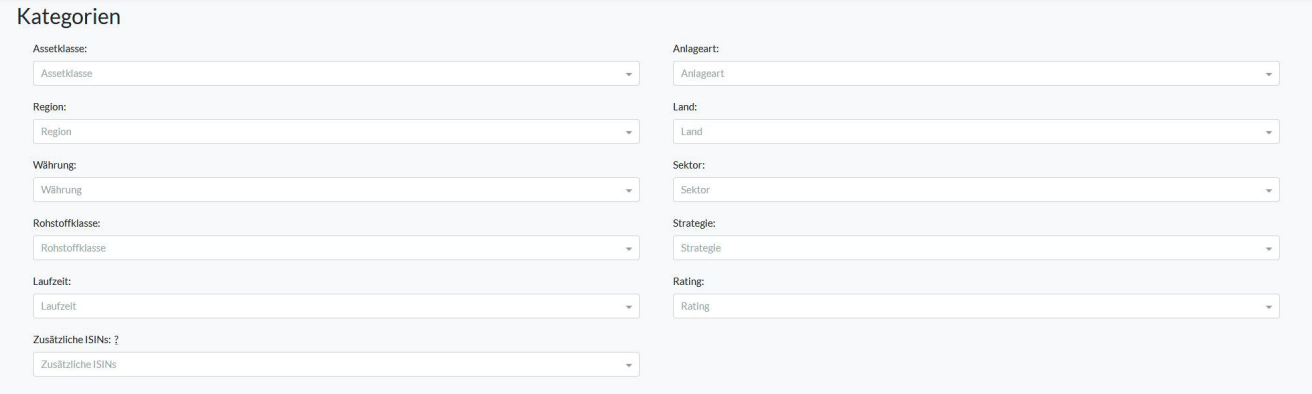 Kategorien
Assetklasse:
Assetklasse
Anlageart:
Anlageart
Region:
Region
Land:
Land
Währung:
Währung
Sektor:
Sektor
Rohstoffklasse:
Rohstoffklasse
Strategie:
Strategie
Laufzeit:
Laufzeit
Rating:
Rating
Zusätzliche ISINs: ?
Zusätzliche ISINs